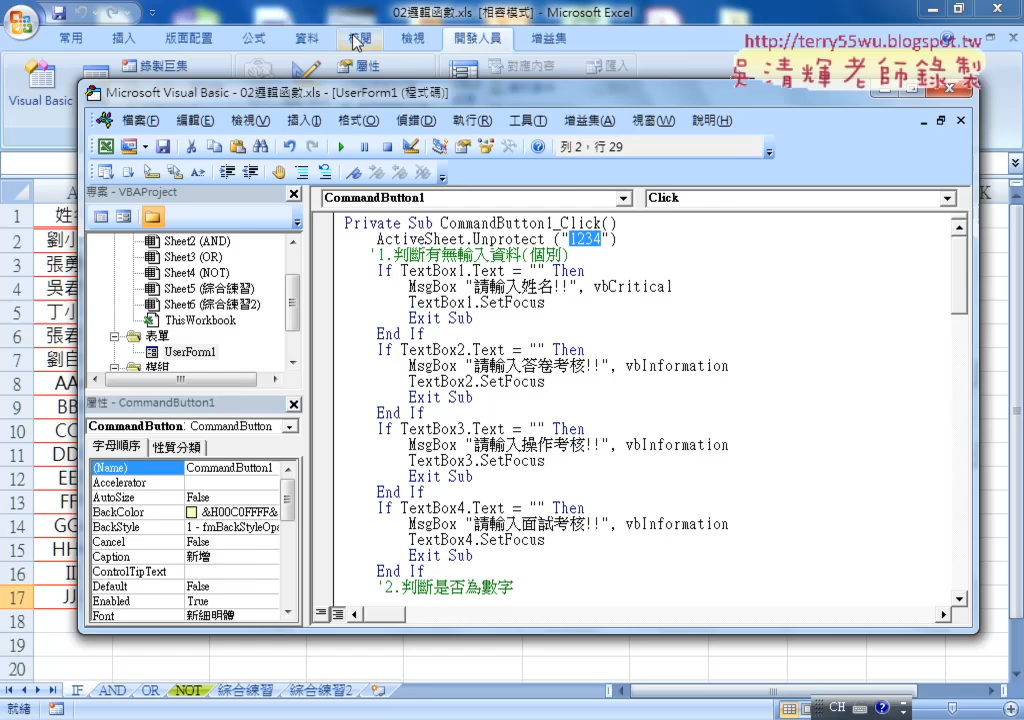 02邏輯函數.xls [相容模式] - Microsoft Excel
常用 插入 版面配置 公式 資料 檢視 開發人員 增益集
http://terry55wu.blogspot.tw
吳清輝老師錄製
Visual Basic
錄製巨集
屬性
對應內容
匯入
Microsoft Visual Basic - 02邏輯函數.xls - [UserForm1 (程式碼)]
檔案(F) 編輯(E) 檢視(V) 插入(I) 格式(O) 偵錯(D) 執行(R) 工具(T) 增益集(A) 視窗(W) 說明(H)
列 2，行 29
專案 - VBAProject
Sheet2 (AND)
Sheet3 (OR)
Sheet4 (NOT)
Sheet5 (綜合練習)
Sheet6 (綜合練習2)
ThisWorkbook
表單
UserForm1
模組
屬性 - CommandButton1
CommandButton1 CommandButton
字母順序 性質分類
(Name) CommandButton1
Accelerator
AutoSize False
BackColor &H00C0FFFF&
BackStyle 1 - fmBackStyleOpa
Cancel False
Caption 新增
ControlTipText
Default False
Enabled True
Font 新細明體
CommandButton1 Click
Private Sub CommandButton1_Click()
ActiveSheet.Unprotect ("1234")
'1.判斷有無輸入資料(個別)
If TextBox1.Text = "" Then
MsgBox "請輸入姓名!!", vbCritical
TextBox1.SetFocus
Exit Sub
End If
If TextBox2.Text = "" Then
MsgBox "請輸入答卷考核!!", vbInformation
TextBox2.SetFocus
Exit Sub
End If
If TextBox3.Text = "" Then
MsgBox "請輸入操作考核!!", vbInformation
TextBox3.SetFocus
Exit Sub
End If
If TextBox4.Text = "" Then
MsgBox "請輸入面試考核!!", vbInformation
TextBox4.SetFocus
Exit Sub
End If
'2.判斷是否為數字
A K
1 姓
2 劉小
3 張勇
4 吳君
5 丁小
6 張君
7 劉自
8 AA
9 BB
10 CC
11 DD
12 EE
13 FF
14 GG
15 HH
16 II
17 JJ
18
19
20
IF AND OR NOT 綜合練習 綜合練習2
就緒
CH